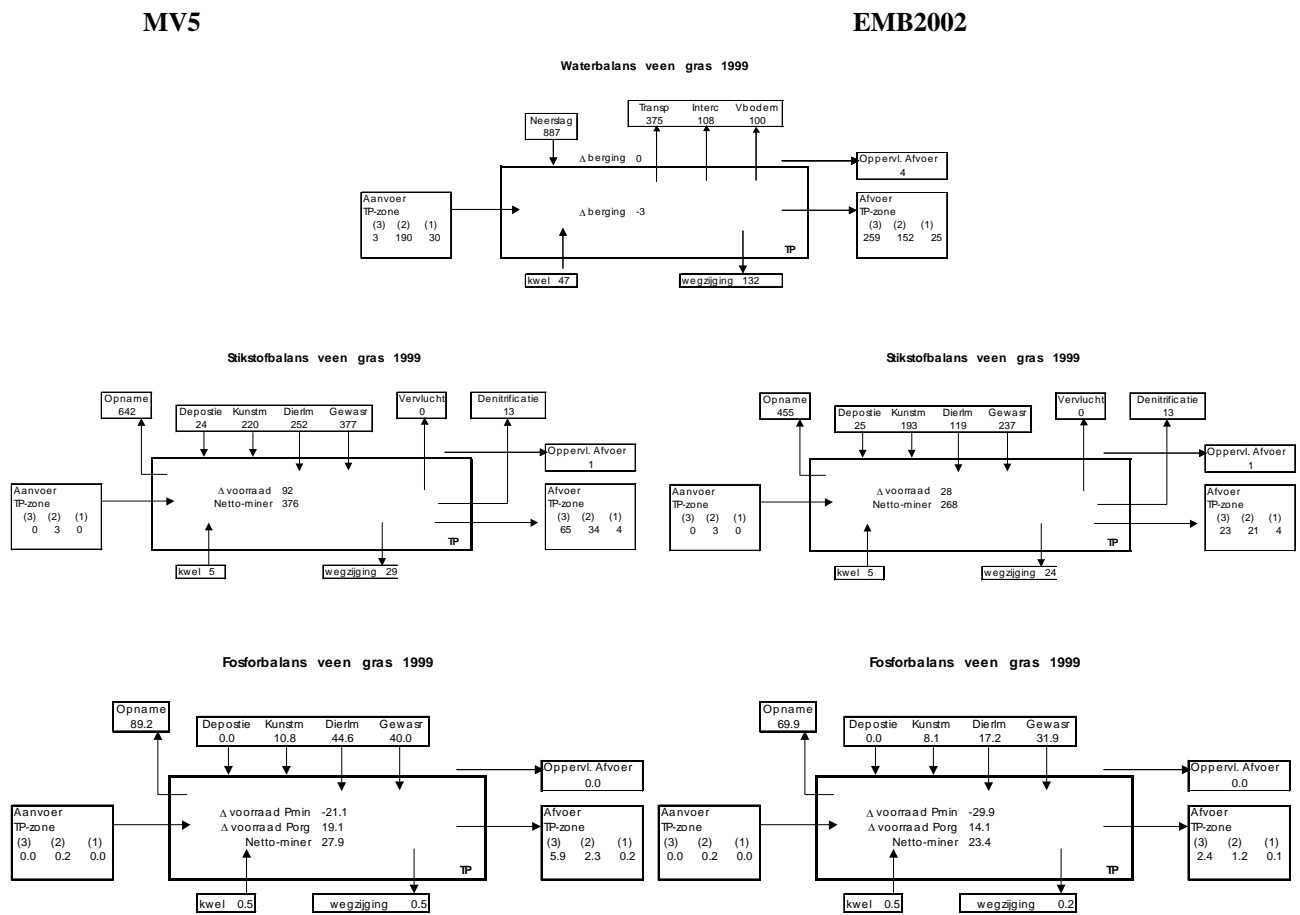 MV5
EMB2002
Waterbalans veen gras 1999
Transp Interc Vbodem
375 108 100
Neerslag
887
Δ berging 0
Oppervl. Afvoer
4
Aanvoer
TP-zone
(3) (2) (1)
3 190 30
Δ berging -3
Afvoer
TP-zone
(3) (2) (1)
259 152 25
TP
kwel 47
wegzijging 132
Stikstofbalans veen gras 1999
Opname
642
Depostie Kunstm Dierlm Gewasr
24 220 252 377
Vervlucht
0
Denitrificatie
13
Oppervl. Afvoer
1
Aanvoer
TP-zone
(3) (2) (1)
0 3 0
Δ voorraad 92
Netto-miner 376
Afvoer
TP-zone
(3) (2) (1)
65 34 4
TP
kwel 5
wegzijging 29
Stikstofbalans veen gras 1999
Opname
455
Depostie Kunstm Dierlm Gewasr
25 193 119 237
Vervlucht
0
Denitrificatie
13
Oppervl. Afvoer
1
Aanvoer
TP-zone
(3) (2) (1)
0 3 0
Δ voorraad 28
Netto-miner 268
Afvoer
TP-zone
(3) (2) (1)
23 21 4
TP
kwel 5
wegzijging 24
Fosforbalans veen gras 1999
Opname
89.2
Depostie Kunstm Dierlm Gewasr
0.0 10.8 44.6 40.0
Oppervl. Afvoer
0.0
Aanvoer
TP-zone
(3) (2) (1)
0.0 0.2 0.0
Δ voorraad Pmin -21.1
Δ voorraad Porg 19.1
Netto-miner 27.9
Afvoer
TP-zone
(3) (2) (1)
5.9 2.3 0.2
TP
kwel 0.5
wegzijging 0.5
Fosforbalans veen gras 1999
Opname
69.9
Depostie Kunstm Dierlm Gewasr
0.0 8.1 17.2 31.9
Oppervl. Afvoer
0.0
Aanvoer
TP-zone
(3) (2) (1)
0.0 0.2 0.0
Δ voorraad Pmin -29.9
Δ voorraad Porg 14.1
Netto-miner 23.4
Afvoer
TP-zone
(3) (2) (1)
2.4 1.2 0.1
TP
kwel 0.5
wegzijging 0.2